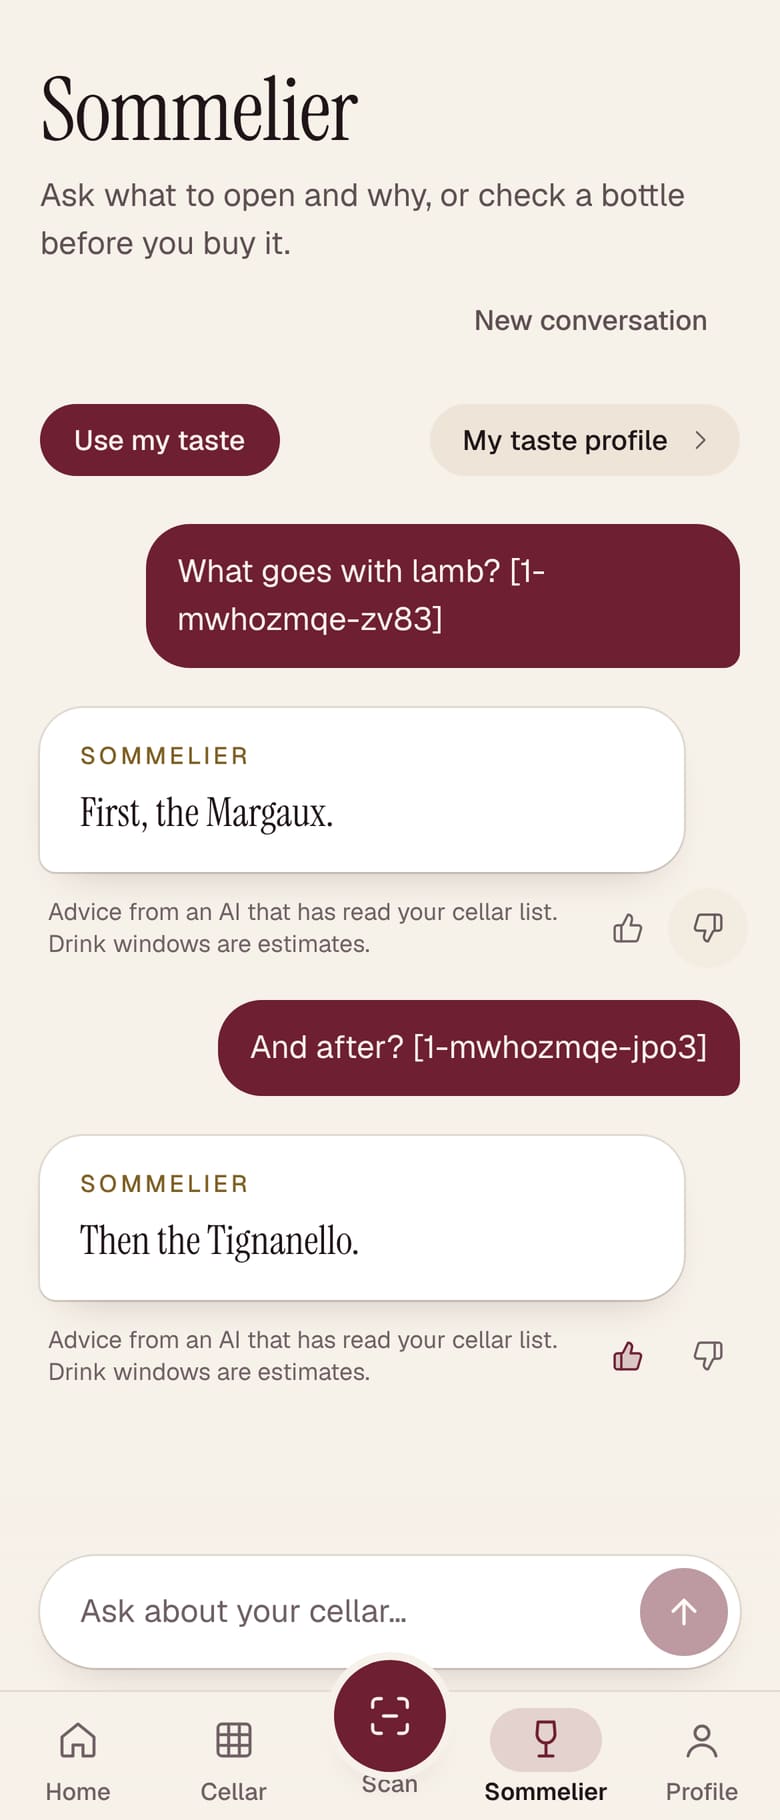 Sommelier
Ask what to open and why, or check a bottle
before you buy it.
New conversation
Use my taste
My taste profile
What goes with lamb? [1-
mwhozmqe-zv83]
SOMMELIER
First, the Margaux.
Advice from an AI that has read your cellar list.
Drink windows are estimates.
And after? [1-mwhozmqe-jpo3]
SOMMELIER
Then the Tignanello.
Advice from an AI that has read your cellar list.
Drink windows are estimates.
Ask about your cellar…
Home
Cellar
Scan
Sommelier
Profile